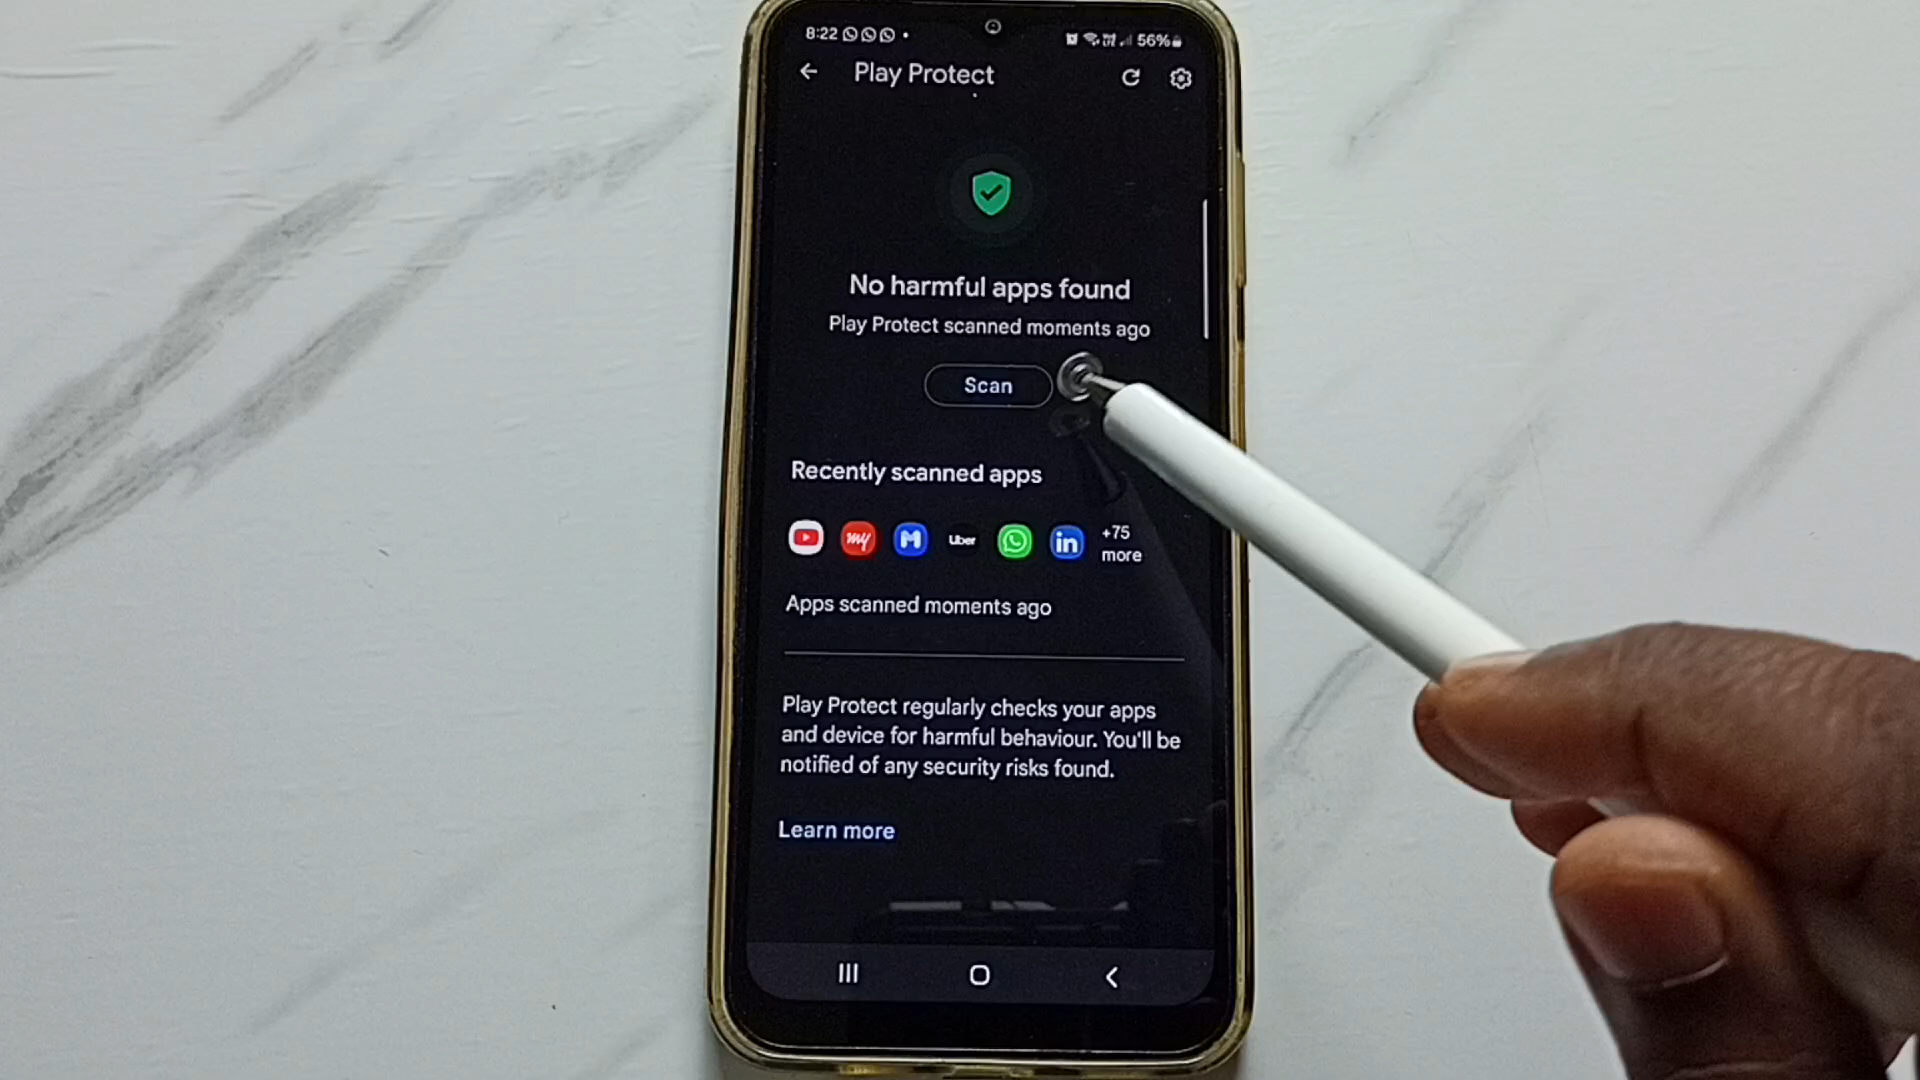 8:22
56%
Play Protect
No harmful apps found
Play Protect scanned moments ago
Scan
Recently scanned apps
my
Uber
in
+75
more
Apps scanned moments ago
Play Protect regularly checks your apps
and device for harmful behaviour. You'll be
notified of any security risks found.
Learn more